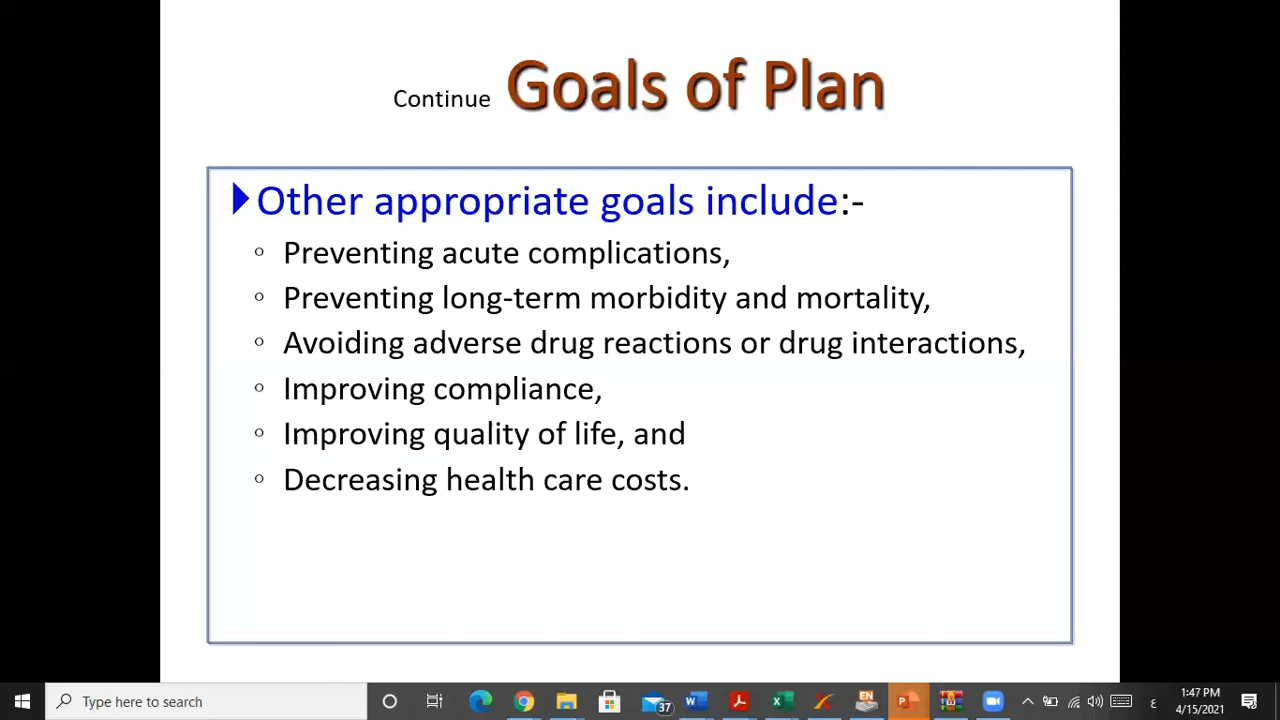 Continue Goals of Plan
Other appropriate goals include:-
Preventing acute complications,
Preventing long-term morbidity and mortality,
Avoiding adverse drug reactions or drug interactions,
Improving compliance,
Improving quality of life, and
Decreasing health care costs.
Type here to search
37
EN
ع
1:47 PM
4/15/2021